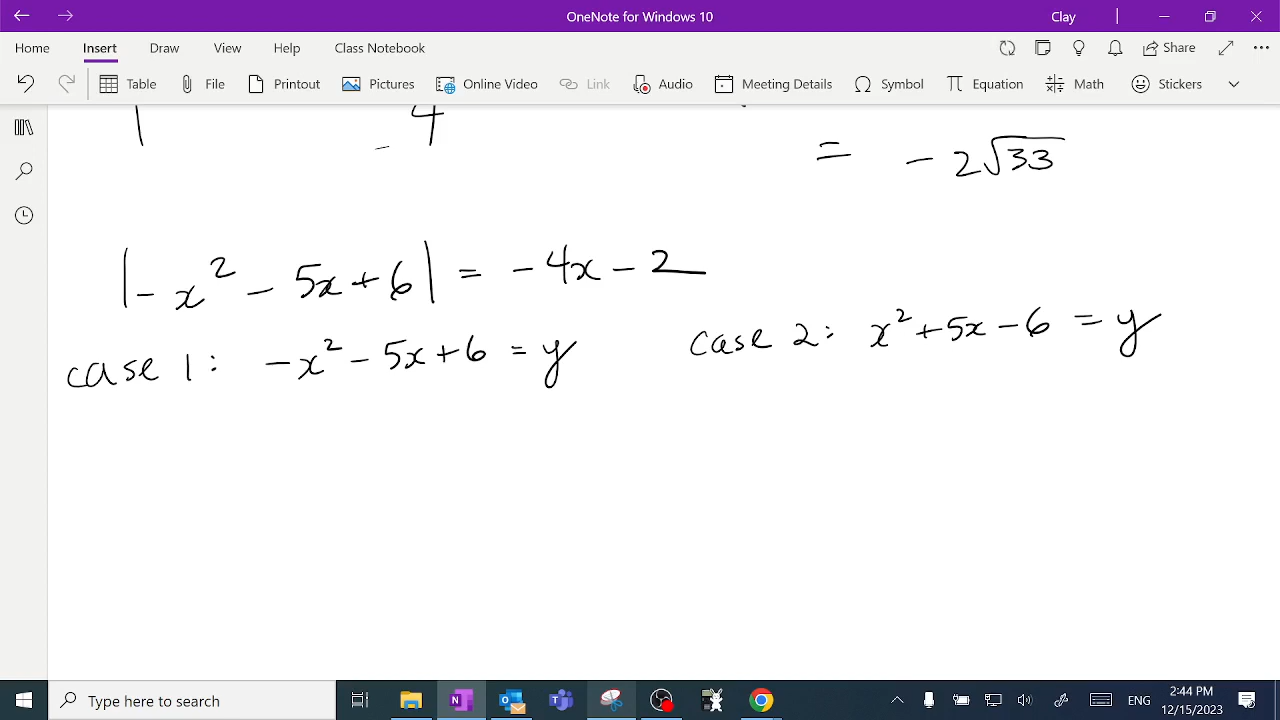 OneNote for Windows 10
Clay
Home Insert Draw View Help Class Notebook Share
Table File Printout Pictures Online Video Link Audio Meeting Details Symbol Equation Math Stickers
4
= - 2√33
|-x² - 5x + 6| = -4x - 2
case 1: -x² - 5x + 6 = y
case 2: x² + 5x - 6 = y
Type here to search
ENG
2:44 PM
12/15/2023